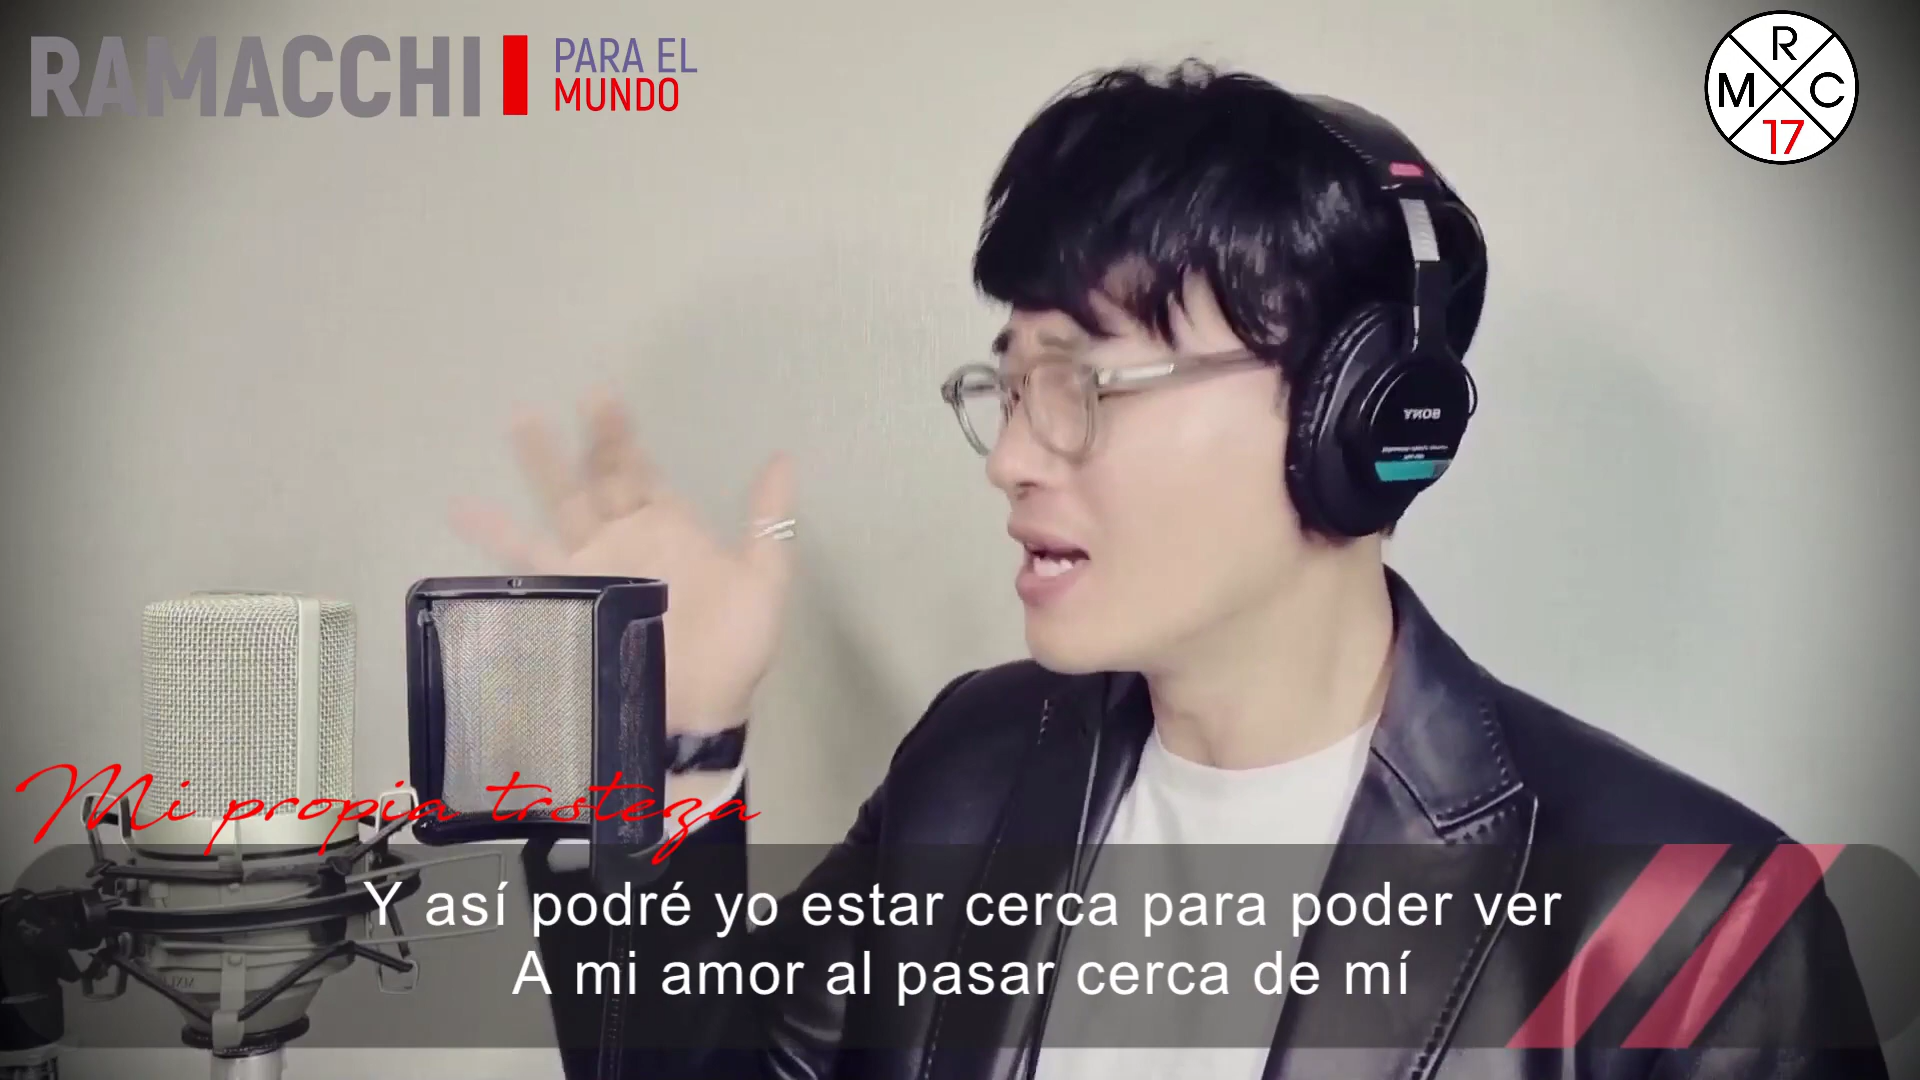 RAMACCHI
PARA EL
MUNDO
R
M C
17
SONY
Mi propia trsteza
Y así podré yo estar cerca para poder ver
A mi amor al pasar cerca de mí